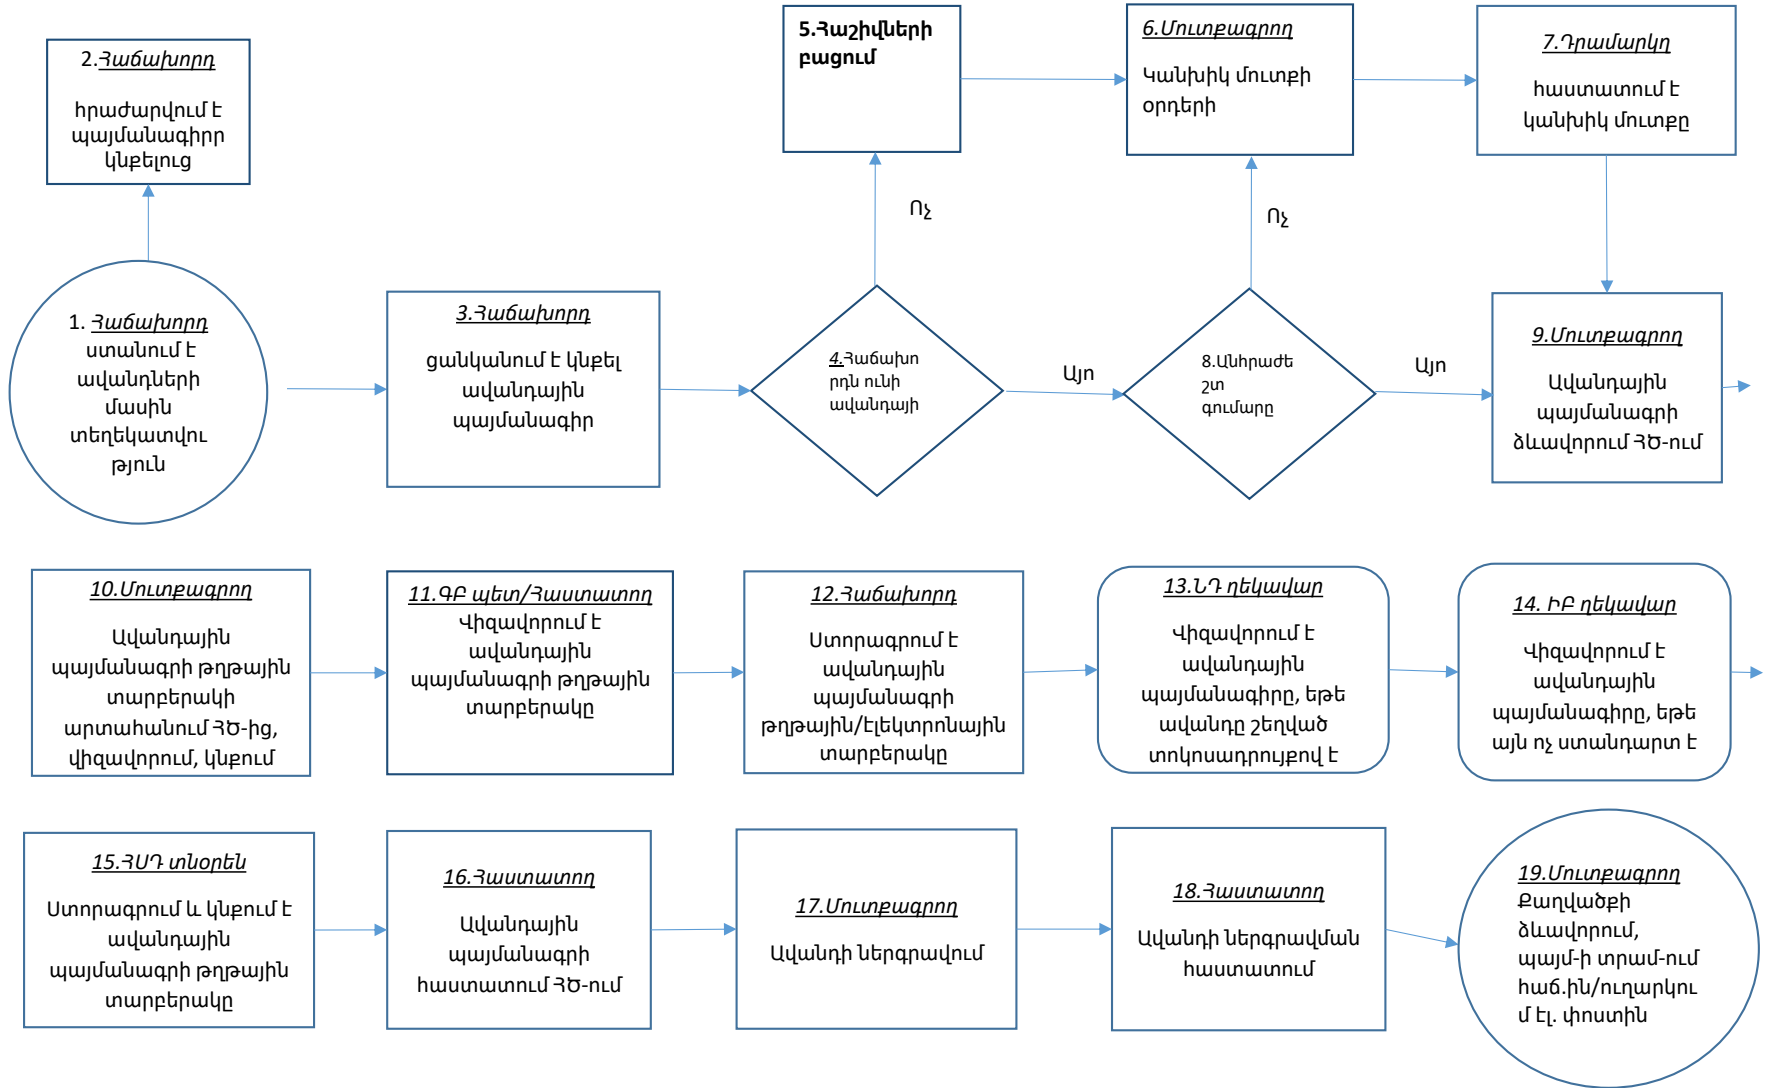 2.Հաճախորդ
հրաժարվում է
պայմանագիրր
կնքելուց
5.Հաշիվների
բացում
6.Մուտքագրող
Կանխիկ մուտքի
օրդերի
7.Դրամարկղ
հաստատում է
կանխիկ մուտքը
Ոչ
Ոչ
1. Հաճախորդ
ստանում է
ավանդների
մասին
տեղեկատվու
թյուն
3.Հաճախորդ
ցանկանում է կնքել
ավանդային
պայմանագիր
4.Հաճախո
րդն ունի
ավանդայի
Այո
8.Անհրաժե
շտ
գումարը
Այո
9.Մուտքագրող
Ավանդային
պայմանագրի
ձևավորում ՀԾ-ում
10.Մուտքագրող
Ավանդային
պայմանագրի թղթային
տարբերակի
արտահանում ՀԾ-ից,
վիզավորում, կնքում
11.ԳԲ պետ/Հաստատող
Վիզավորում է
ավանդային
պայմանագրի թղթային
տարբերակը
12.Հաճախորդ
Ստորագրում է
ավանդային
պայմանագրի
թղթային/էլեկտրոնային
տարբերակը
13.ՆԴ ղեկավար
Վիզավորում է
ավանդային
պայմանագիրը, եթե
ավանդը շեղված
տոկոսադրույքով է
14. ԻԲ ղեկավար
Վիզավորում է
ավանդային
պայմանագիրը, եթե
այն ոչ ստանդարտ է
15.ՀՍԴ տնօրեն
Ստորագրում և կնքում է
ավանդային
պայմանագրի թղթային
տարբերակը
16.Հաստատող
Ավանդային
պայմանագրի
հաստատում ՀԾ-ում
17.Մուտքագրող
Ավանդի ներգրավում
18.Հաստատող
Ավանդի ներգրավման
հաստատում
19.Մուտքագրող
Քաղվածքի
ձևավորում,
պայմ-ի տրամ-ում
հաճ.ին/ուղարկու
մ էլ. փոստին